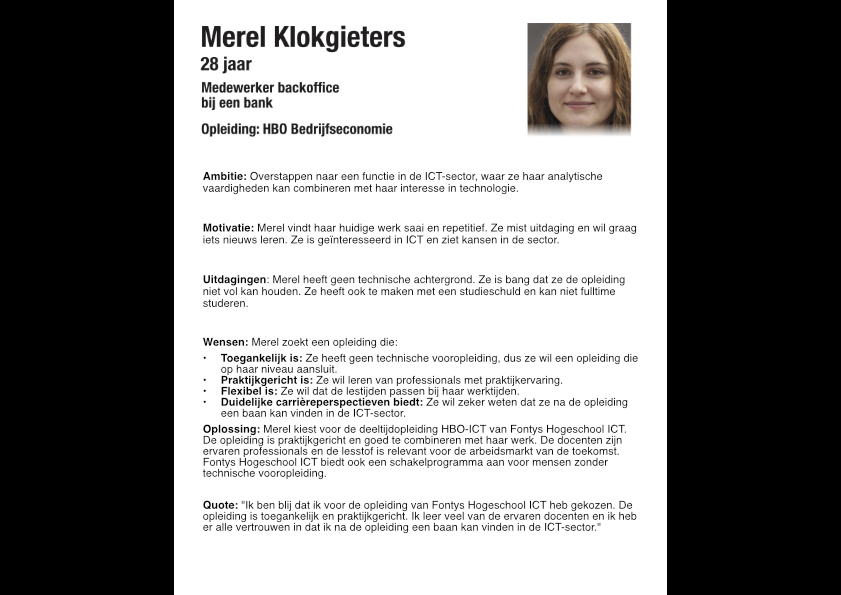 Merel Klokgieters
28 jaar
Medewerker backoffice
bij een bank
Opleiding: HBO Bedrijfseconomie
Ambitie: Overstappen naar een functie in de ICT-sector, waar ze haar analytische
vaardigheden kan combineren met haar interesse in technologie.
Motivatie: Merel vindt haar huidige werk saai en repetitief. Ze mist uitdaging en wil graag
iets nieuws leren. Ze is geïnteresseerd in ICT en ziet kansen in de sector.
Uitdagingen: Merel heeft geen technische achtergrond. Ze is bang dat ze de opleiding
niet vol kan houden. Ze heeft ook te maken met een studieschuld en kan niet fulltime
studeren.
Wensen: Merel zoekt een opleiding die:
• Toegankelijk is: Ze heeft geen technische vooropleiding, dus ze wil een opleiding die
op haar niveau aansluit.
• Praktijkgericht is: Ze wil leren van professionals met praktijkervaring.
• Flexibel is: Ze wil dat de lestijden passen bij haar werktijden.
• Duidelijke carrièreperspectieven biedt: Ze wil zeker weten dat ze na de opleiding
een baan kan vinden in de ICT-sector.
Oplossing: Merel kiest voor de deeltijdopleiding HBO-ICT van Fontys Hogeschool ICT.
De opleiding is praktijkgericht en goed te combineren met haar werk. De docenten zijn
ervaren professionals en de lesstof is relevant voor de arbeidsmarkt van de toekomst.
Fontys Hogeschool ICT biedt ook een schakelprogramma aan voor mensen zonder
technische vooropleiding.
Quote: "Ik ben blij dat ik voor de opleiding van Fontys Hogeschool ICT heb gekozen. De
opleiding is toegankelijk en praktijkgericht. Ik leer veel van de ervaren docenten en ik heb
er alle vertrouwen in dat ik na de opleiding een baan kan vinden in de ICT-sector."